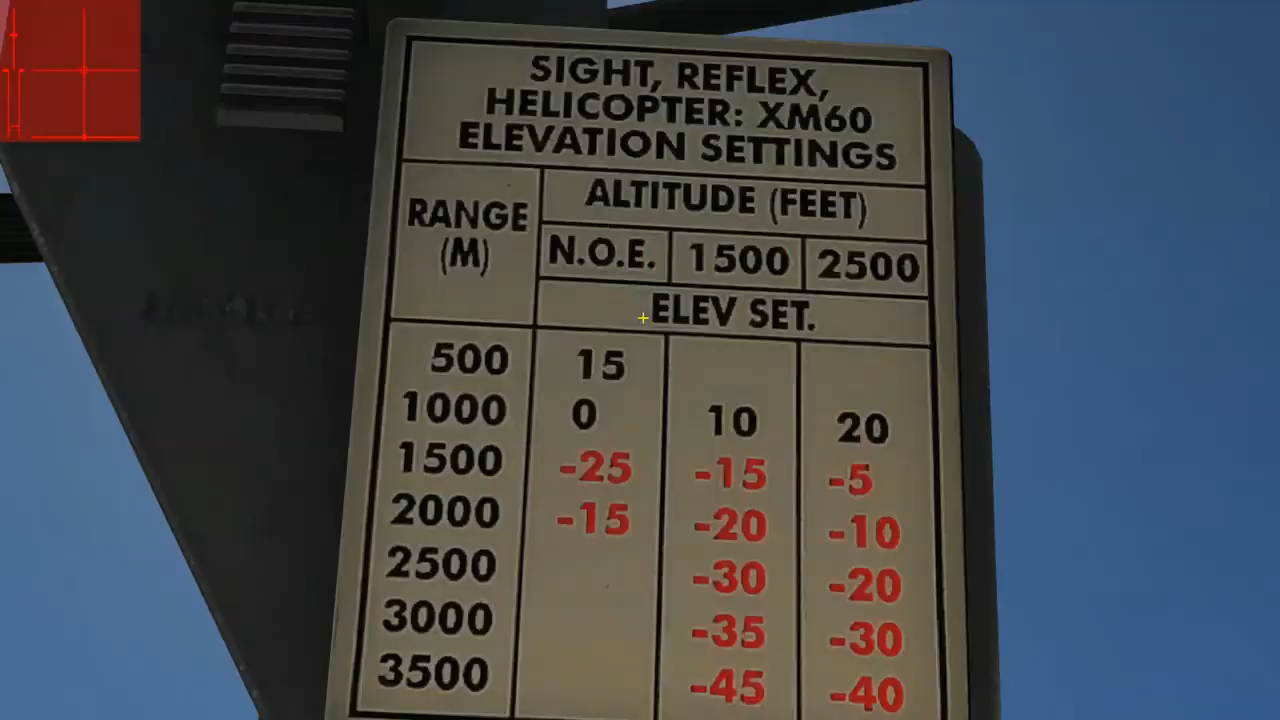 SIGHT, REFLEX,
HELICOPTER: XM60
ELEVATION SETTINGS
RANGE (M) ALTITUDE (FEET)
N.O.E. 1500 2500
ELEV SET.
500 15
1000 0 10 20
1500 -25 -15 -5
2000 -15 -20 -10
2500 -30 -20
3000 -35 -30
3500 -45 -40